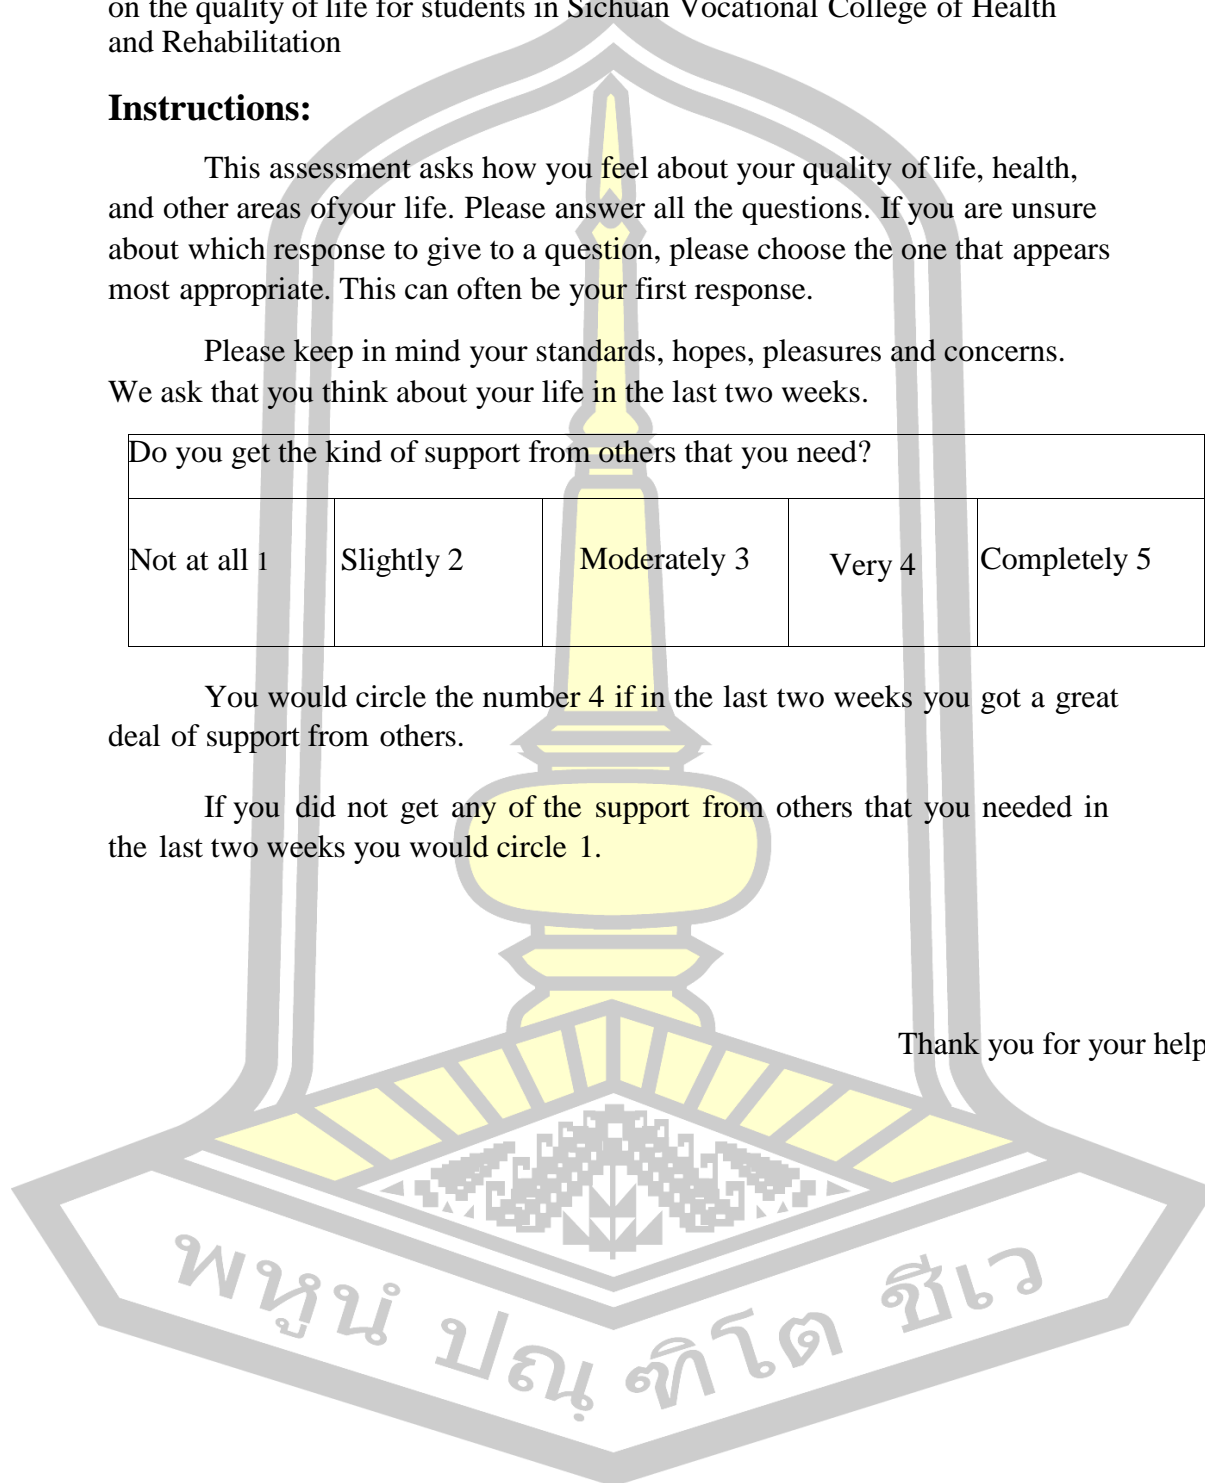 on the quality of life for students in Sichuan Vocational College of Health
and Rehabilitation
Instructions:
This assessment asks how you feel about your quality of life, health,
and other areas ofyour life. Please answer all the questions. If you are unsure
about which response to give to a question, please choose the one that appears
most appropriate. This can often be your first response.
Please keep in mind your standards, hopes, pleasures and concerns.
We ask that you think about your life in the last two weeks.
Do you get the kind of support from others that you need?
Not at all 1 Slightly 2 Moderately 3 Very 4 Completely 5
You would circle the number 4 if in the last two weeks you got a great
deal of support from others.
If you did not get any of the support from others that you needed in
the last two weeks you would circle 1.
Thank you for your help
พหูนํ ปณฺฑิโต ชีเว